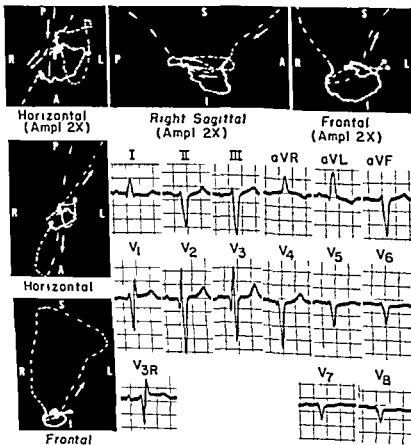 P
R L
A
Horizontal
(Ampl 2X)
S
P A
I
Right Sagittal
(Ampl 2X)
S
R L
I
Frontal
(Ampl 2X)
P
R L
A
Horizontal
S
R L
I
Frontal
I II III aVR aVL aVF
V1 V2 V3 V4 V5 V6
V3R V7 V8